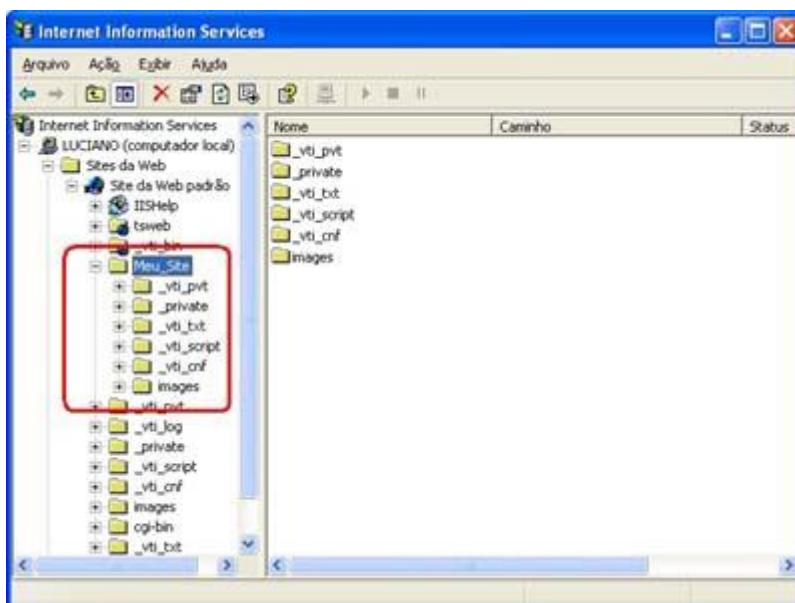 Internet Information Services
Arquivo Ação Exibir Ajuda
Internet Information Services
LUCIANO (computador local)
Sites da Web
Site da Web padrão
IISHelp
tsweb
_vti_bin
Meu_Site
_vti_pvt
_private
_vti_txt
_vti_script
_vti_cnf
images
_vti_pvt
_vti_log
_private
_vti_script
_vti_cnf
images
cgi-bin
_vti_txt
Nome Caminho Status
_vti_pvt
_private
_vti_txt
_vti_script
_vti_cnf
images